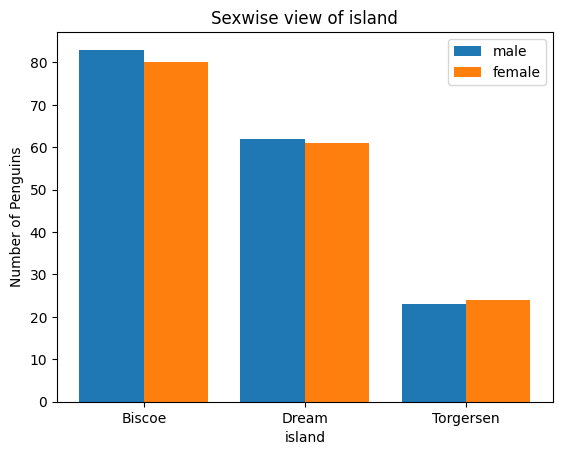 Sexwise view of island
male
female
Number of Penguins
80
70
60
50
40
30
20
10
0
Biscoe Dream Torgersen
island